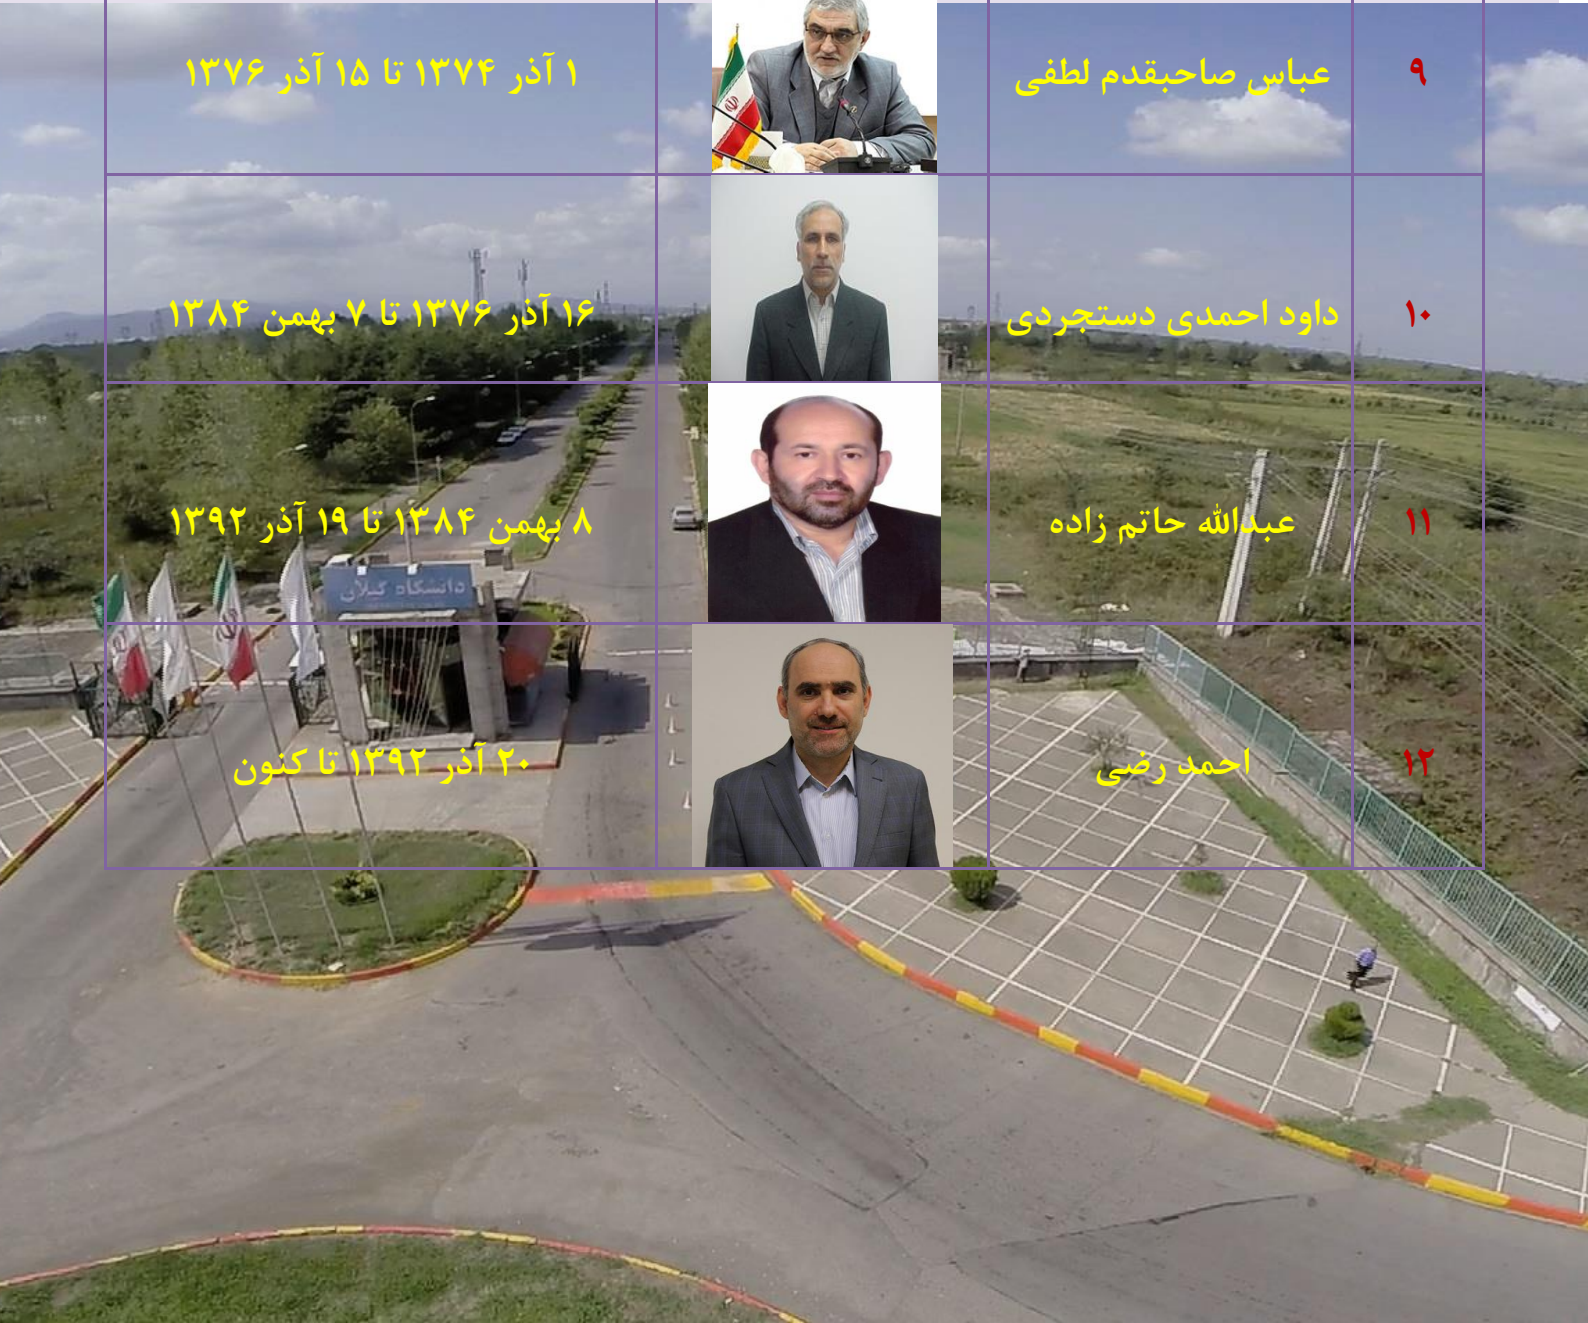 ۹ عباس صاحبقدم لطفی ۱ آذر ۱۳۷۴ تا ۱۵ آذر ۱۳۷۶
۱۰ داود احمدی دستجردی ۱۶ آذر ۱۳۷۶ تا ۷ بهمن ۱۳۸۴
۱۱ عبدالله حاتم زاده ۸ بهمن ۱۳۸۴ تا ۱۹ آذر ۱۳۹۲
دانشگاه گیلان
۱۲ احمد رضی ۲۰ آذر ۱۳۹۲ تا کنون